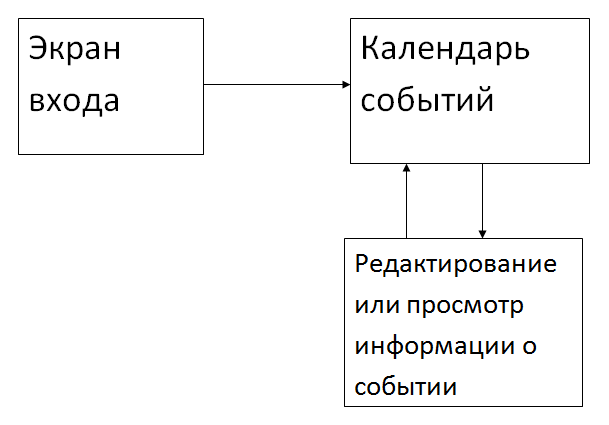 Экран
входа
Календарь
событий
Редактирование
или просмотр
информации о
событии